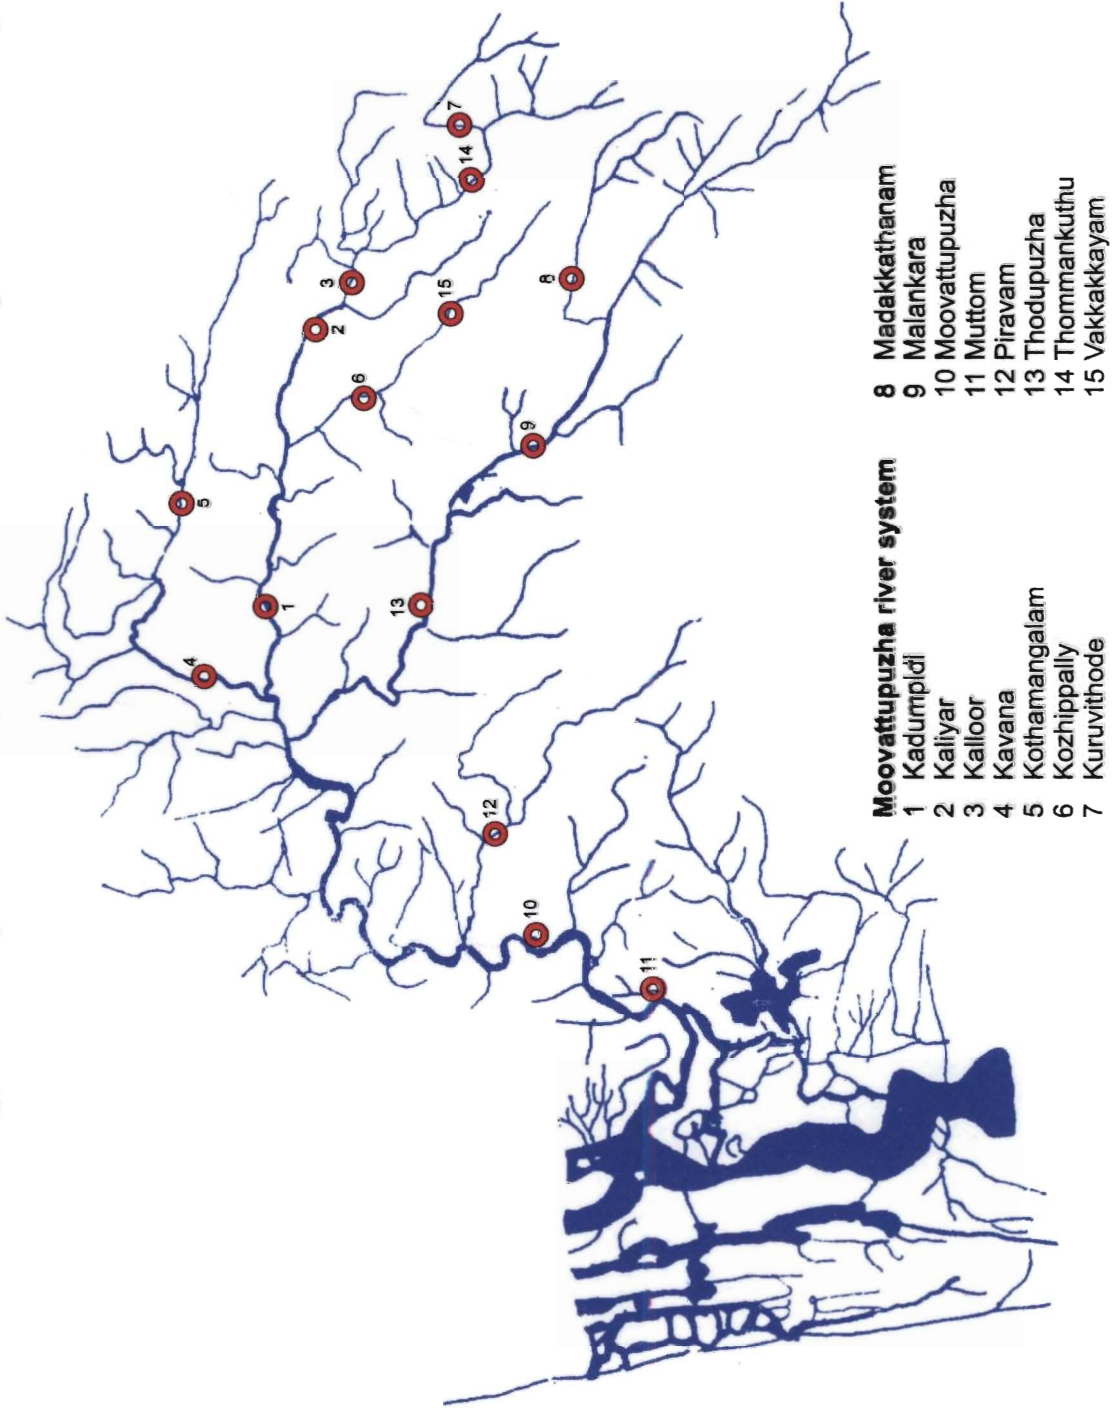 Moovattupuzha river system
1 Kadumpidi
2 Kaliyar
3 Kalloor
4 Kavana
5 Kothamangalam
6 Kozhippally
7 Kuruvithode
8 Madakkathanam
9 Malankara
10 Moovattupuzha
11 Muttom
12 Piravam
13 Thodupuzha
14 Thommankuthu
15 Vakkakkayam
1
2
3
4
5
6
7
8
9
10
11
12
13
14
15